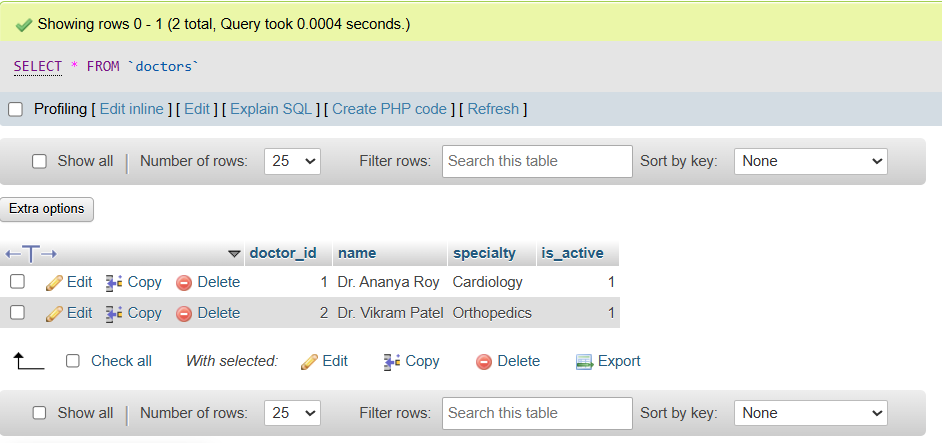 Showing rows 0 - 1 (2 total, Query took 0.0004 seconds.)
SELECT * FROM `doctors`
Profiling [ Edit inline ] [ Edit ] [ Explain SQL ] [ Create PHP code ] [ Refresh ]
Show all | Number of rows: 25 Filter rows: Search this table Sort by key: None
Extra options
←T→ doctor_id name specialty is_active
Edit Copy Delete 1 Dr. Ananya Roy Cardiology 1
Edit Copy Delete 2 Dr. Vikram Patel Orthopedics 1
Check all With selected: Edit Copy Delete Export
Show all | Number of rows: 25 Filter rows: Search this table Sort by key: None